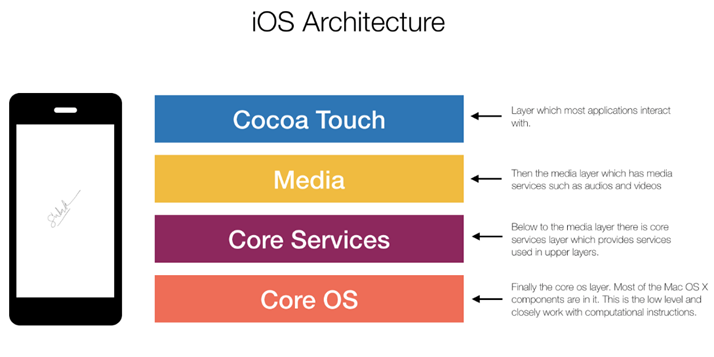 iOS Architecture
Cocoa Touch
Layer which most applications interact
with.
Media
Then the media layer which has media
services such as audios and videos
Core Services
Below to the media layer there is core
services layer which provides services
used in upper layers.
Core OS
Finally the core os layer. Most of the Mac OS X
components are in it. This is the low level and
closely work with computational instructions.